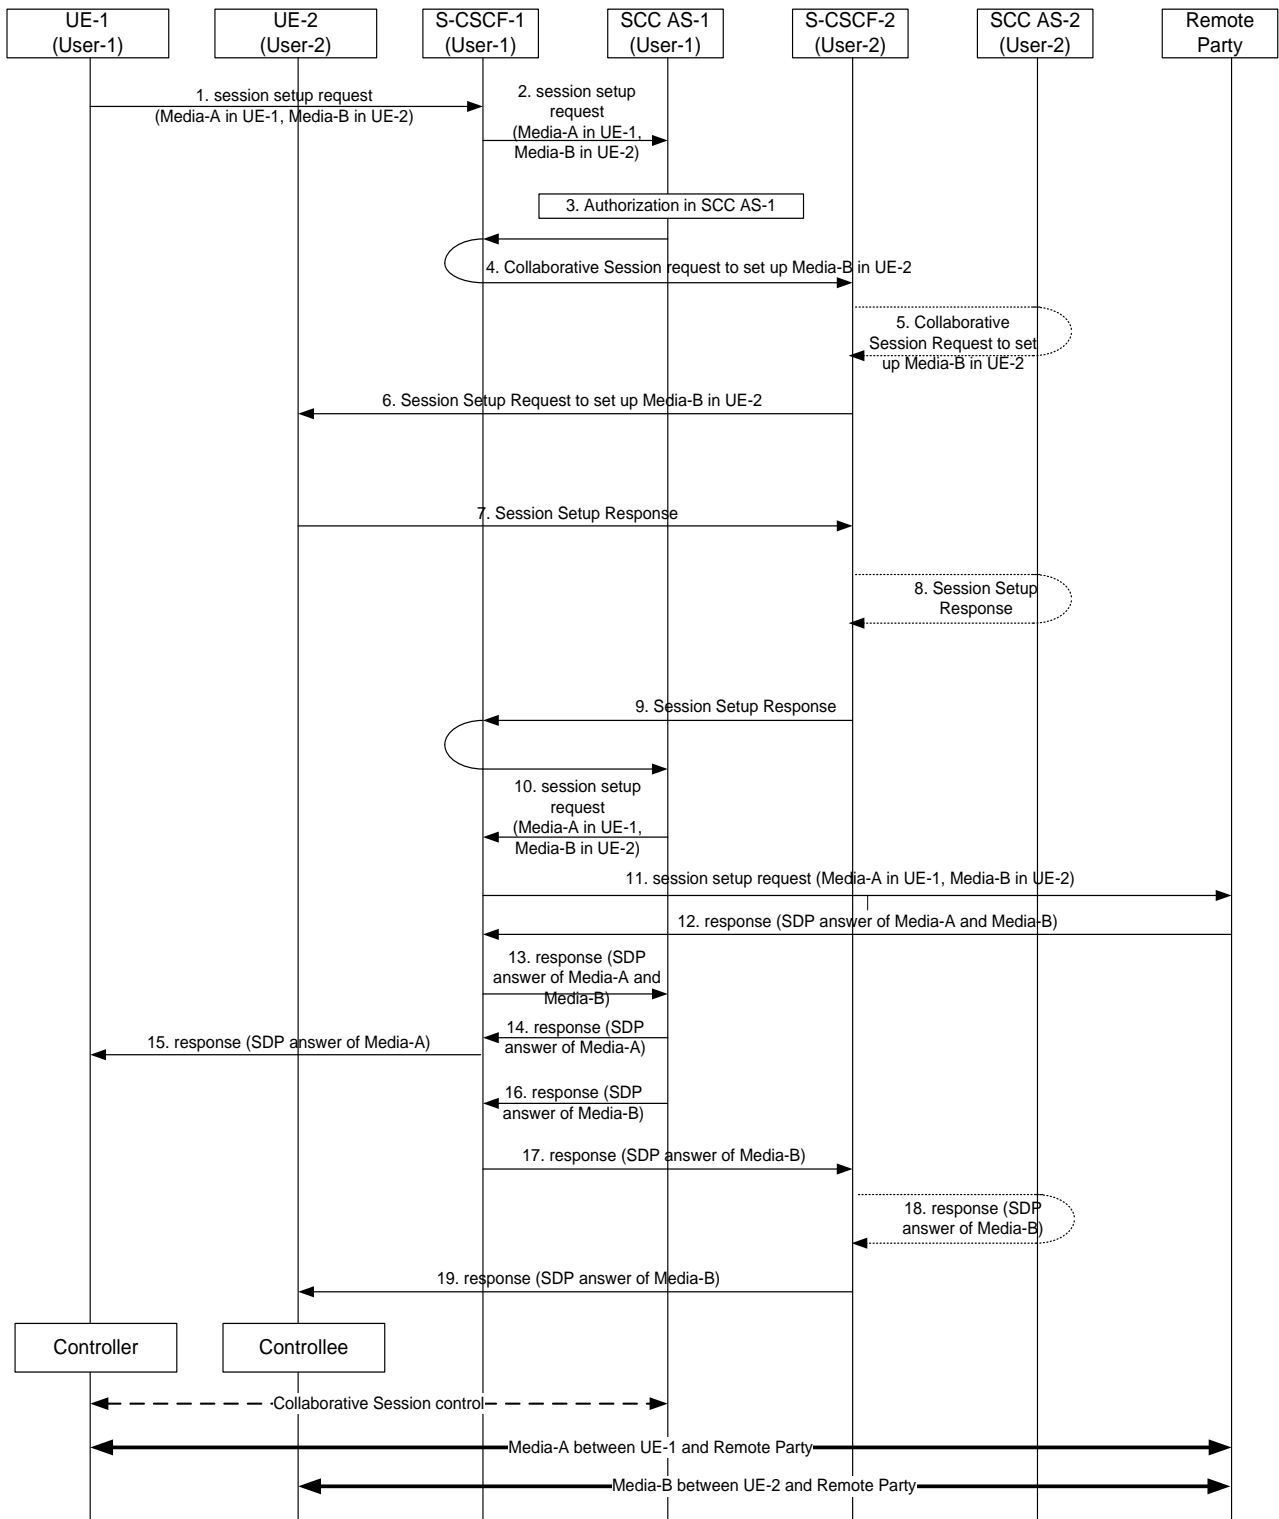 UE-1
(User-1)
UE-2
(User-2)
S-CSCF-1
(User-1)
SCC AS-1
(User-1)
S-CSCF-2
(User-2)
SCC AS-2
(User-2)
Remote
Party
1. session setup request
(Media-A in UE-1, Media-B in UE-2)
2. session setup
request
(Media-A in UE-1,
Media-B in UE-2)
3. Authorization in SCC AS-1
4. Collaborative Session request to set up Media-B in UE-2
5. Collaborative
Session Request to set
up Media-B in UE-2
6. Session Setup Request to set up Media-B in UE-2
7. Session Setup Response
8. Session Setup
Response
9. Session Setup Response
10. session setup
request
(Media-A in UE-1,
Media-B in UE-2)
11. session setup request (Media-A in UE-1, Media-B in UE-2)
12. response (SDP answer of Media-A and Media-B)
13. response (SDP
answer of Media-A and
Media-B)
14. response (SDP
answer of Media-A)
15. response (SDP answer of Media-A)
16. response (SDP
answer of Media-B)
17. response (SDP answer of Media-B)
18. response (SDP
answer of Media-B)
19. response (SDP answer of Media-B)
Controller
Controllee
Collaborative Session control
Media-A between UE-1 and Remote Party
Media-B between UE-2 and Remote Party